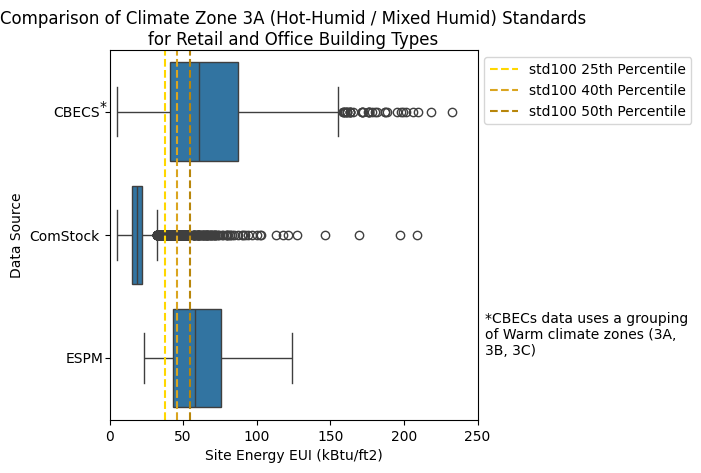 Comparison of Climate Zone 3A (Hot-Humid / Mixed Humid) Standards
for Retail and Office Building Types
std100 25th Percentile
std100 40th Percentile
std100 50th Percentile
CBECS*
ComStock
ESPM
Data Source
*CBECs data uses a grouping
of Warm climate zones (3A,
3B, 3C)
0 50 100 150 200 250
Site Energy EUI (kBtu/ft2)